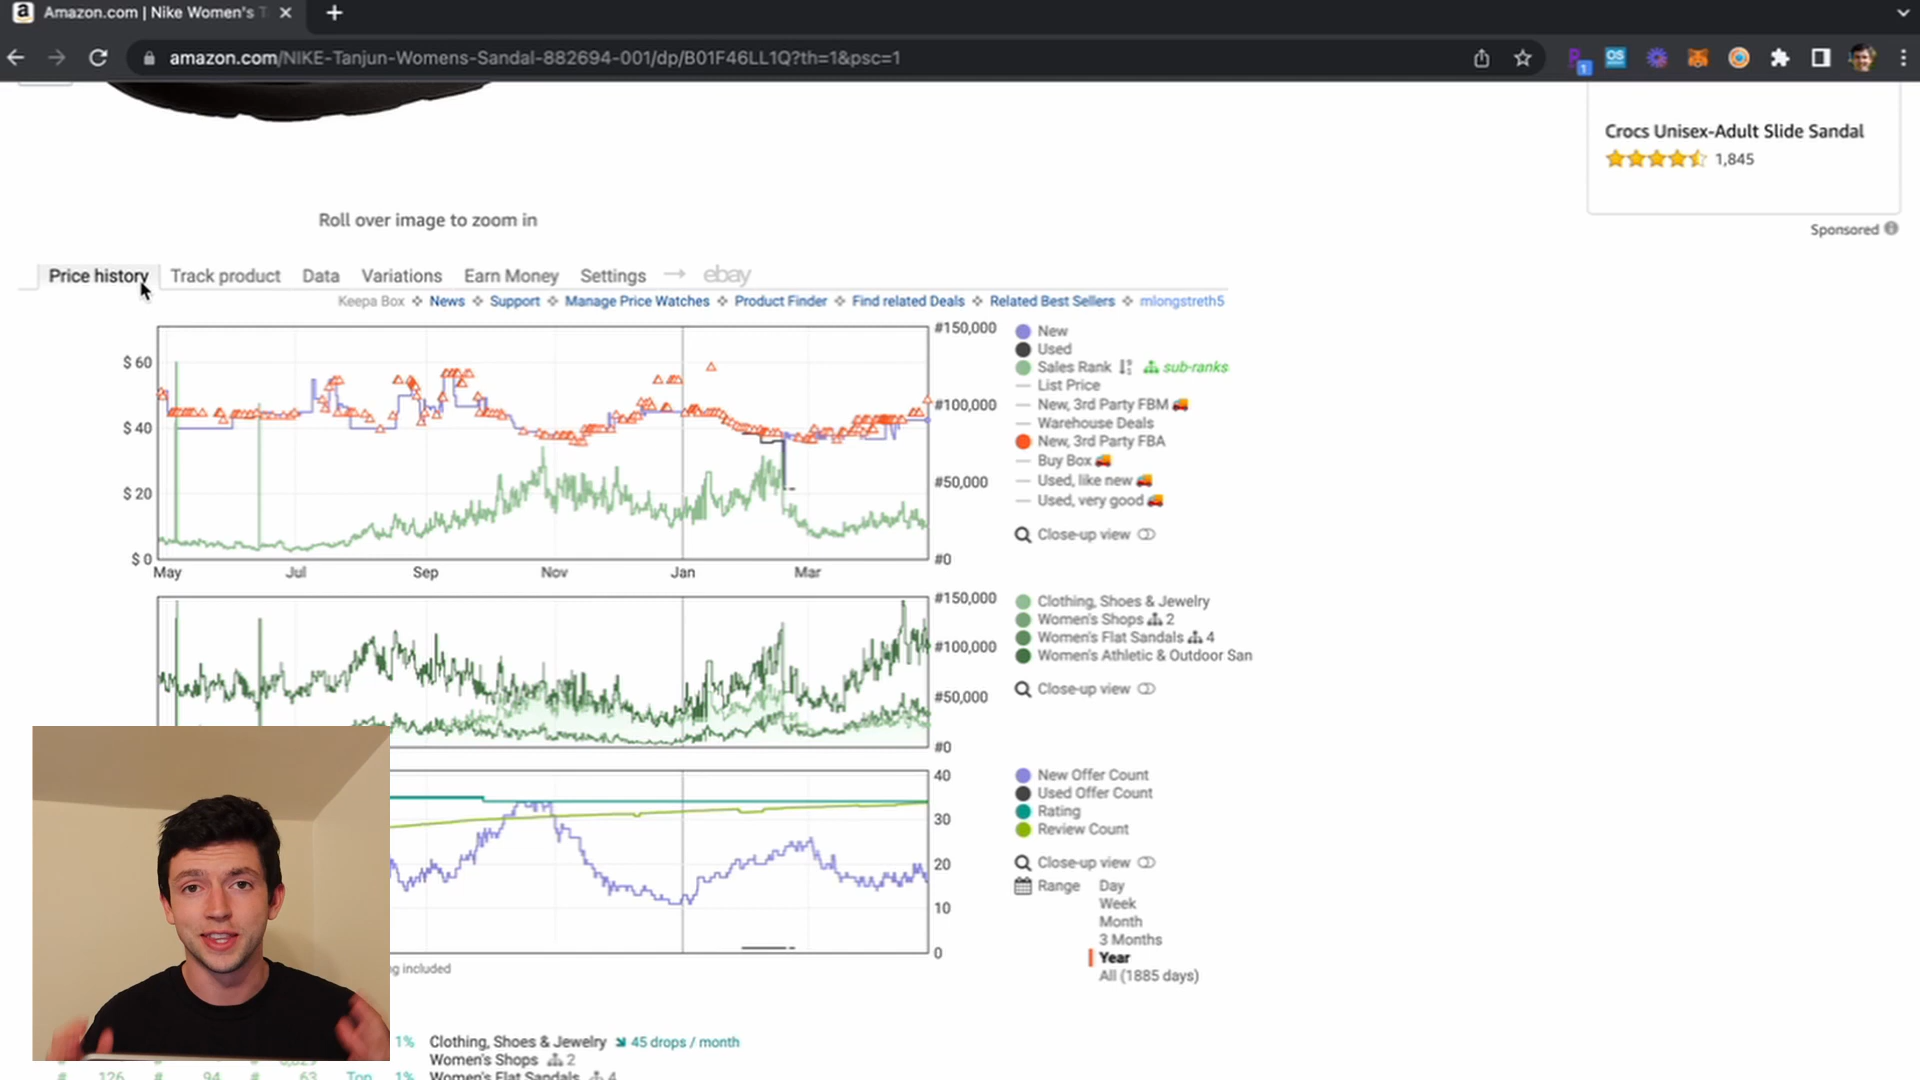 Amazon.com | Nike Women's T
amazon.com/NIKE-Tanjun-Womens-Sandal-882694-001/dp/B01F46LL1Q?th=1&psc=1
OS
1
Crocs Unisex-Adult Slide Sandal
1,845
Roll over image to zoom in
Sponsored
Price history Track product Data Variations Earn Money Settings → ebay
Keepa Box News Support Manage Price Watches Product Finder Find related Deals Related Best Sellers mlongstreth5
$ 60
$ 40
$ 20
$ 0
#150,000
#100,000
#50,000
#0
May Jul Sep Nov Jan Mar
New
Used
Sales Rank sub-ranks
List Price
New, 3rd Party FBM
Warehouse Deals
New, 3rd Party FBA
Buy Box
Used, like new
Used, very good
Close-up view
#150,000
#100,000
#50,000
#0
Clothing, Shoes & Jewelry
Women's Shops 2
Women's Flat Sandals 4
Women's Athletic & Outdoor San
Close-up view
40
30
20
10
0
New Offer Count
Used Offer Count
Rating
Review Count
Close-up view
Range Day
Week
Month
3 Months
Year
All (1885 days)
g included
1% Clothing, Shoes & Jewelry 45 drops / month
Women's Shops 2
# 126 # 94 # 63 Top 1% Women's Flat Sandals 4